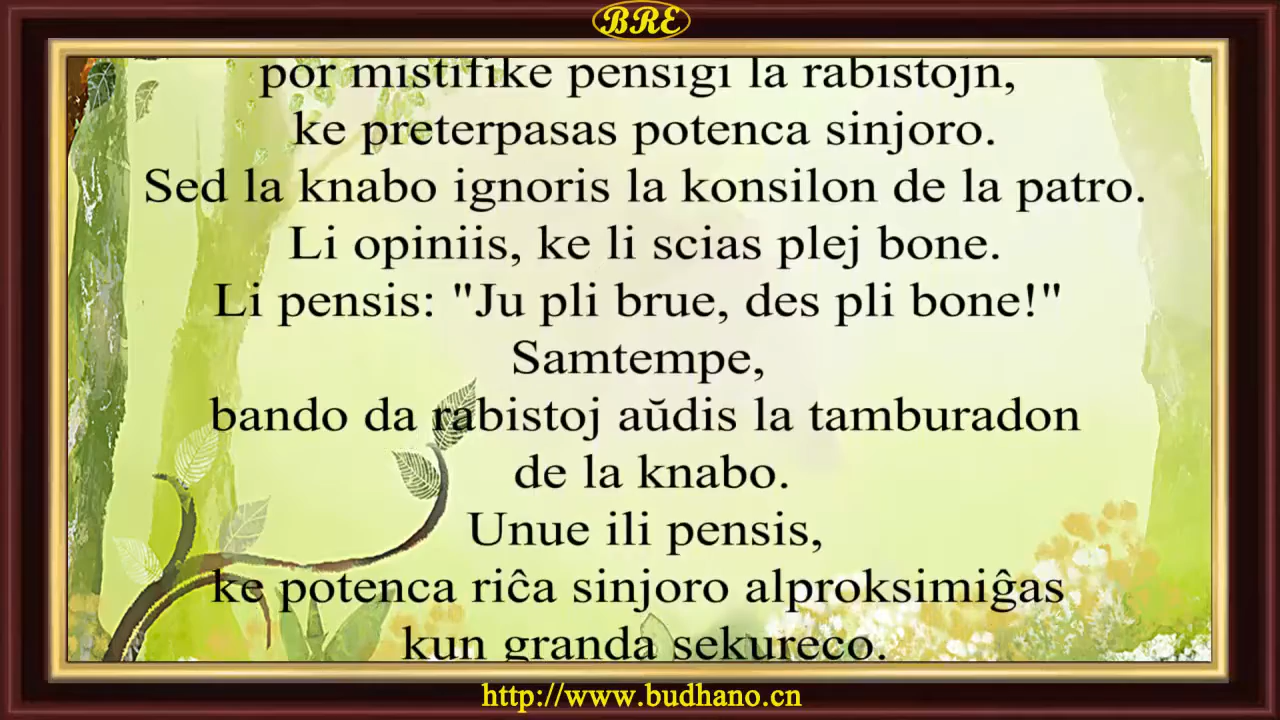 BRE
por mistifike pensigi la rabistojn,
ke preterpasas potenca sinjoro.
Sed la knabo ignoris la konsilon de la patro.
Li opiniis, ke li scias plej bone.
Li pensis: "Ju pli brue, des pli bone!"
Samtempe,
bando da rabistoj aŭdis la tamburadon
de la knabo.
Unue ili pensis,
ke potenca riĉa sinjoro alproksimiĝas
kun granda sekureco.
http://www.budhano.cn